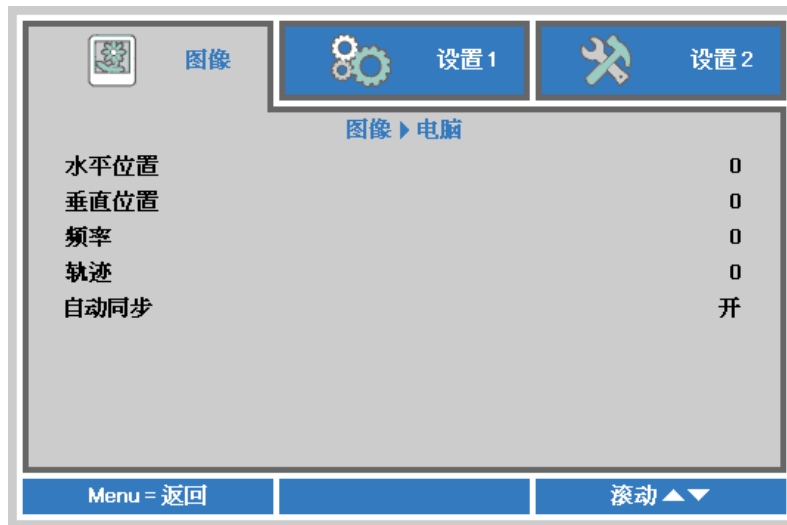 图像 设置 1 设置 2
图像▶电脑
水平位置 0
垂直位置 0
频率 0
轨迹 0
自动同步 开
Menu = 返回 滚动▲▼